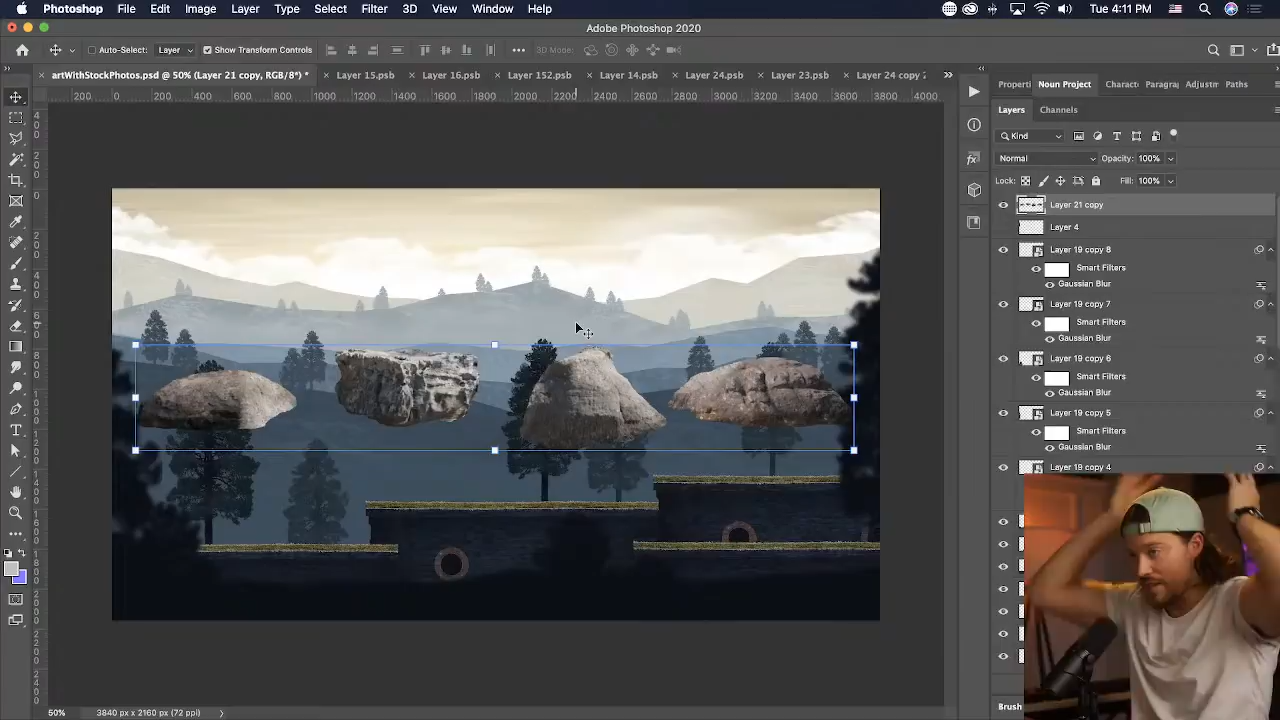 Photoshop File Edit Image Layer Type Select Filter 3D View Window Help Tue 4:11 PM
Adobe Photoshop 2020
Auto-Select: Layer Show Transform Controls 3D Mode:
artWithStockPhotos.psd @ 50% (Layer 21 copy, RGB/8*) * Layer 15.psb Layer 16.psb Layer 152.psb Layer 14.psb Layer 24.psb Layer 23.psb Layer 24 copy
200 0 200 400 600 800 1000 1200 1400 1600 1800 2000 2200 2400 2600 2800 3000 3200 3400 3600 3800 4000
Properti Noun Project Charact Paragra Adjustn Paths
Layers Channels
Kind
Normal Opacity: 100%
Lock: Fill: 100%
Layer 21 copy
Layer 4
Layer 19 copy 8
Smart Filters
Gaussian Blur
Layer 19 copy 7
Smart Filters
Gaussian Blur
Layer 19 copy 6
Smart Filters
Gaussian Blur
Layer 19 copy 5
Smart Filters
Gaussian Blur
Layer 19 copy 4
Brush
50% 3840 px x 2160 px (72 ppi)